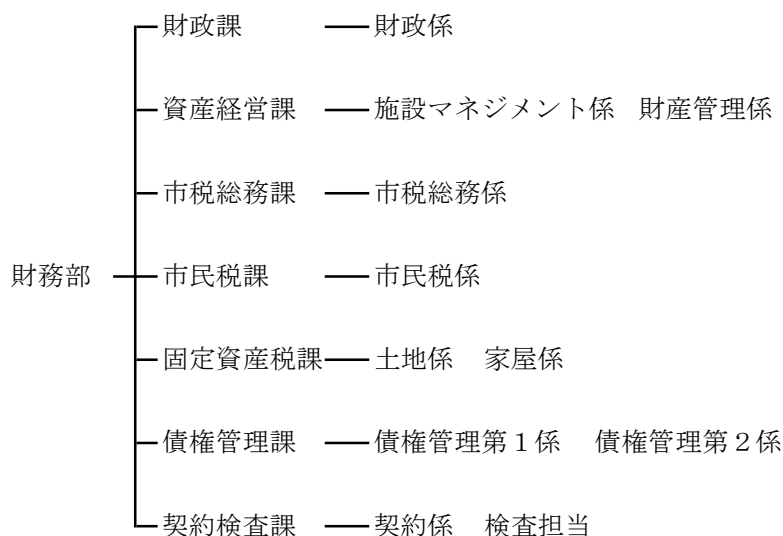 財政課 財政係
資産経営課 施設マネジメント係 財産管理係
市税総務課 市税総務係
財務部 市民税課 市民税係
固定資産税課 土地係 家屋係
債権管理課 債権管理第１係 債権管理第２係
契約検査課 契約係 検査担当